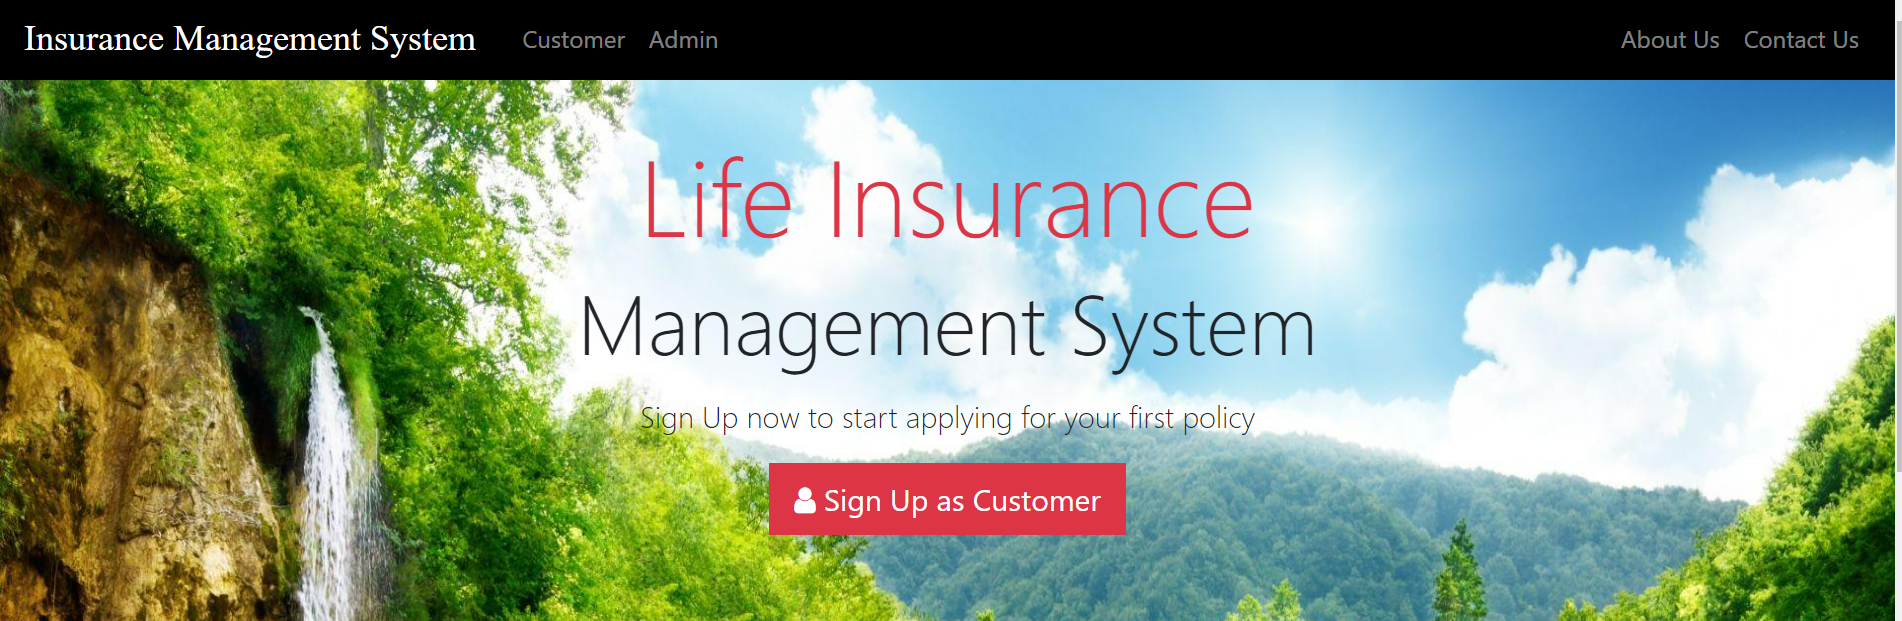 Insurance Management System Customer Admin About Us Contact Us
Life Insurance
Management System
Sign Up now to start applying for your first policy
Sign Up as Customer